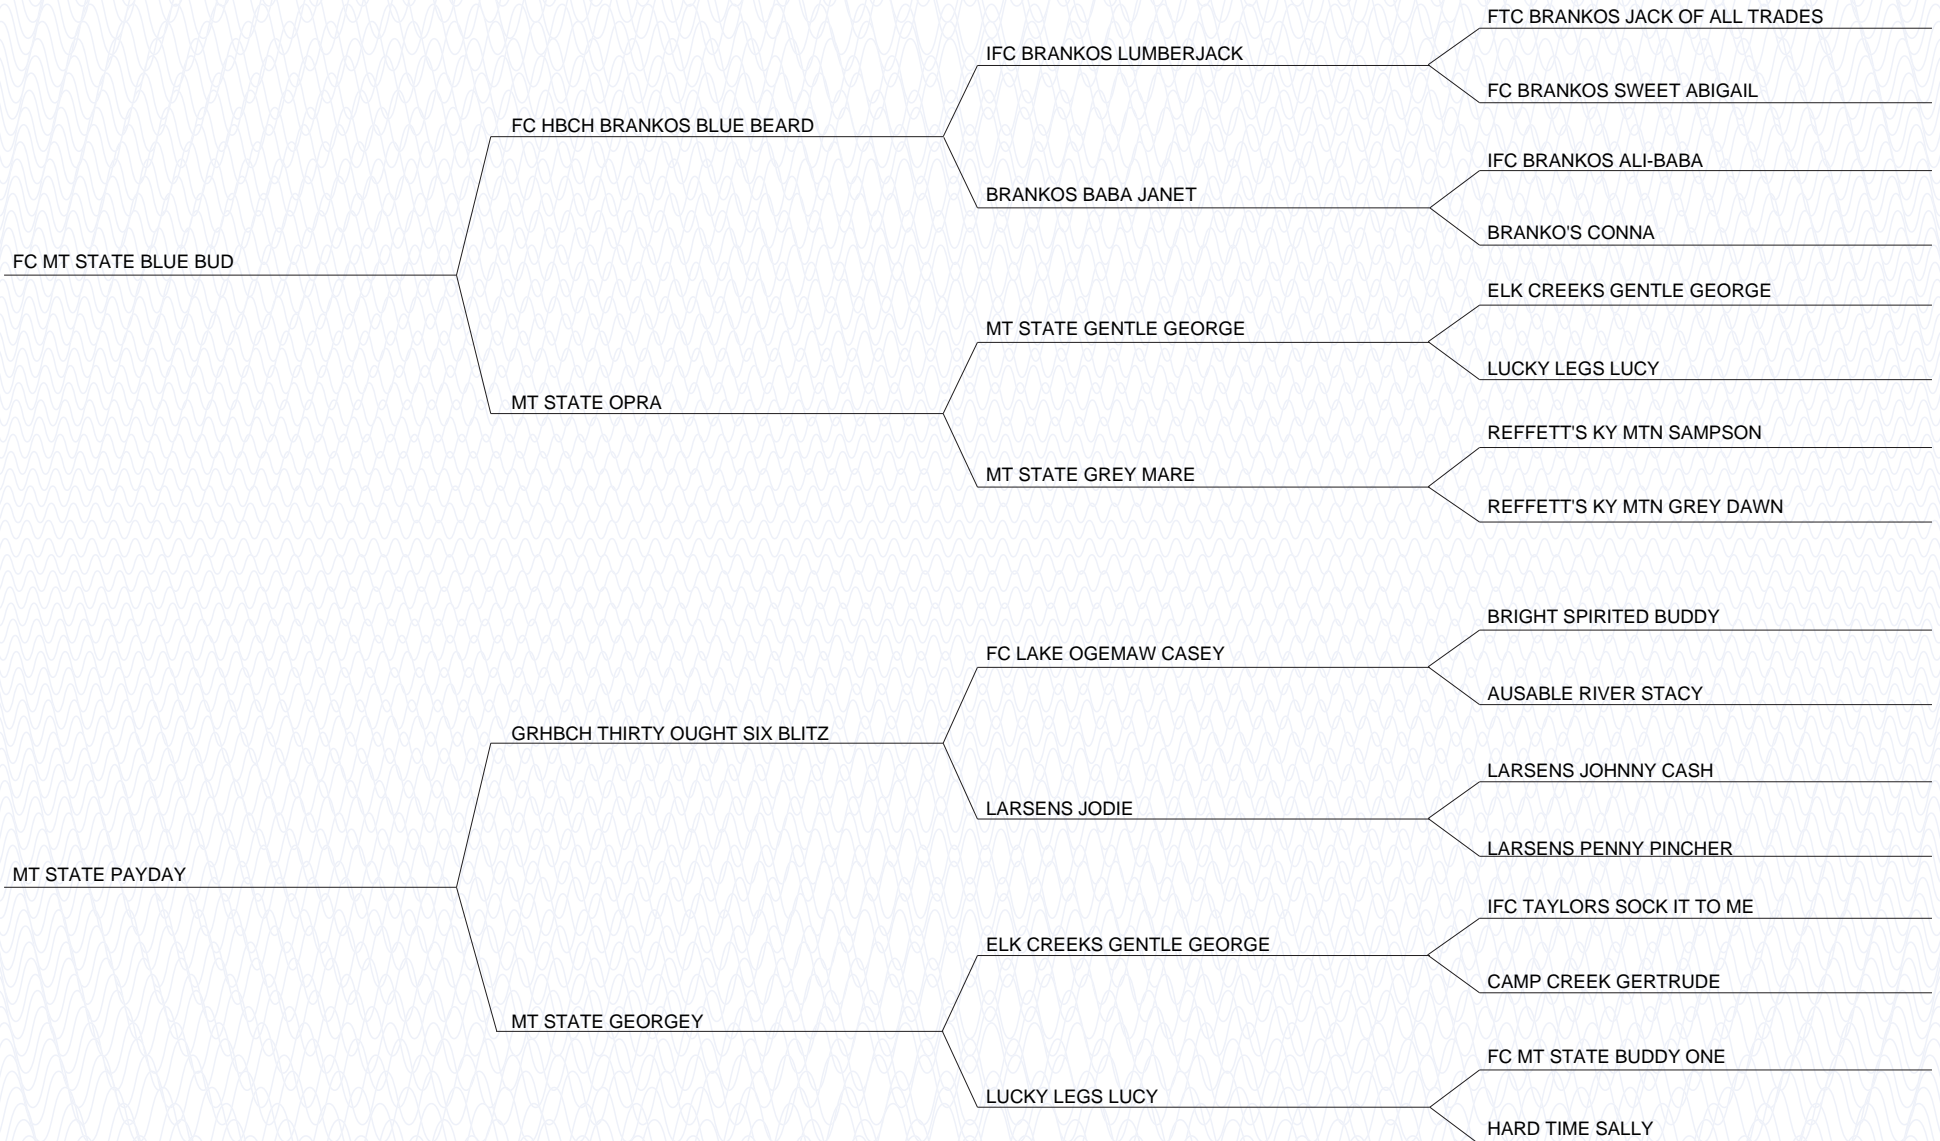 FTC BRANKOS JACK OF ALL TRADES
IFC BRANKOS LUMBERJACK
FC BRANKOS SWEET ABIGAIL
FC HBCH BRANKOS BLUE BEARD
IFC BRANKOS ALI-BABA
BRANKOS BABA JANET
BRANKO'S CONNA
FC MT STATE BLUE BUD
ELK CREEKS GENTLE GEORGE
MT STATE GENTLE GEORGE
LUCKY LEGS LUCY
MT STATE OPRA
REFFETT'S KY MTN SAMPSON
MT STATE GREY MARE
REFFETT'S KY MTN GREY DAWN
BRIGHT SPIRITED BUDDY
FC LAKE OGEMAW CASEY
AUSABLE RIVER STACY
GRHBCH THIRTY OUGHT SIX BLITZ
LARSENS JOHNNY CASH
LARSENS JODIE
LARSENS PENNY PINCHER
MT STATE PAYDAY
IFC TAYLORS SOCK IT TO ME
ELK CREEKS GENTLE GEORGE
CAMP CREEK GERTRUDE
MT STATE GEORGEY
FC MT STATE BUDDY ONE
LUCKY LEGS LUCY
HARD TIME SALLY